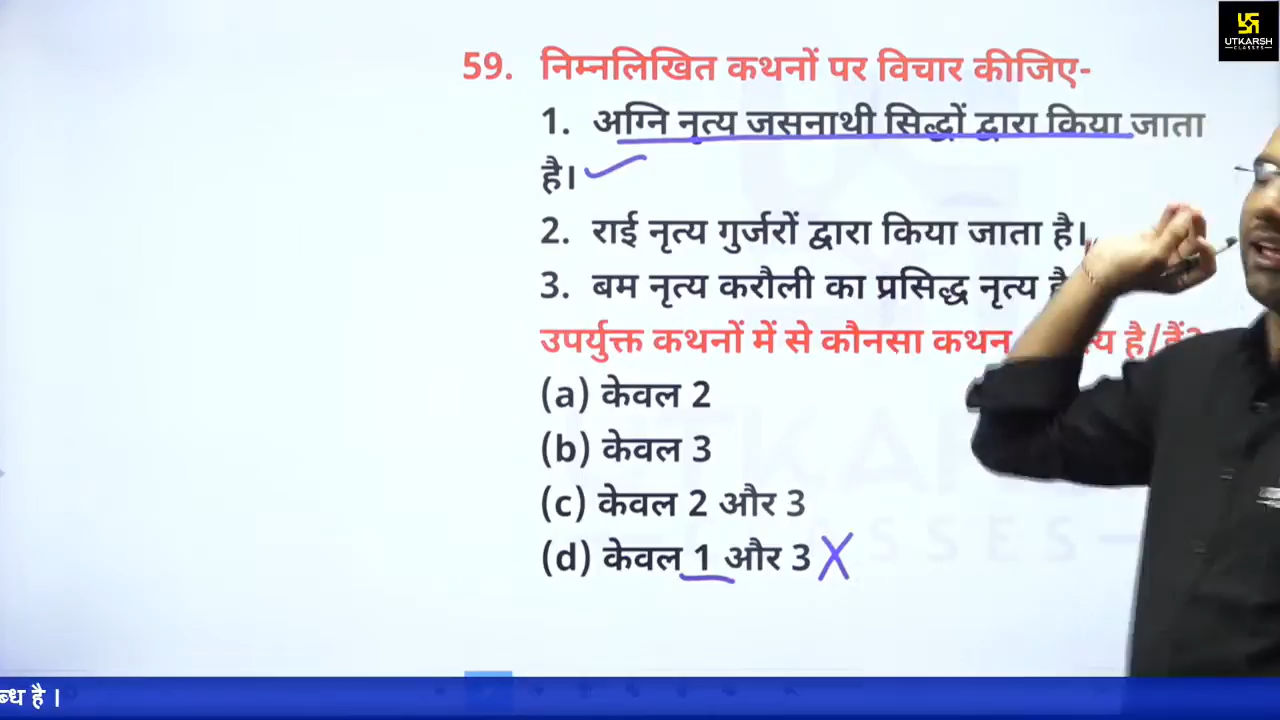 UTKARSH
CLASSES
59. निम्नलिखित कथनों पर विचार कीजिए-
1. अग्नि नृत्य जसनाथी सिद्धों द्वारा किया जाता
है।
2. राई नृत्य गुर्जरों द्वारा किया जाता है।
3. बम नृत्य करौली का प्रसिद्ध नृत्य
उपर्युक्त कथनों में से कौनसा कथन है/हैं?
(a) केवल 2
(b) केवल 3
(c) केवल 2 और 3
(d) केवल 1 और 3 X
है ।